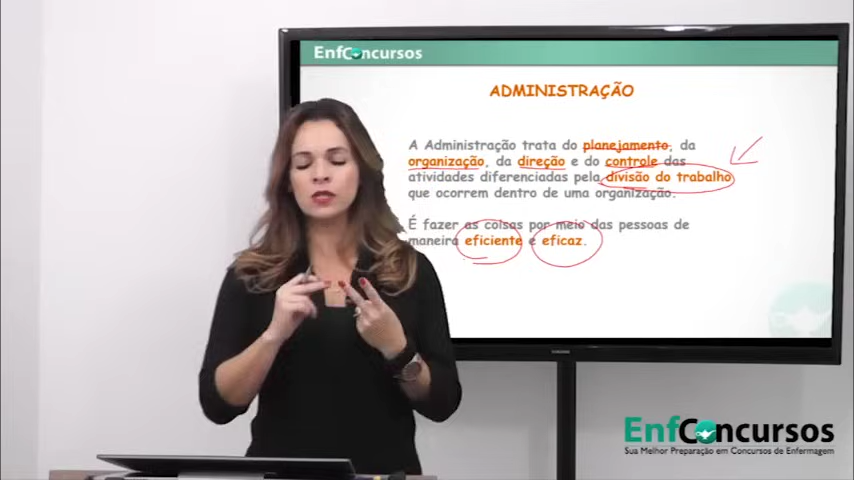 EnfConcursos
ADMINISTRAÇÃO
A Administração trata do planejamento, da
organização, da direção e do controle das
atividades diferenciadas pela divisão do trabalho
que ocorrem dentro de uma organização.
É fazer as coisas por meio das pessoas de
maneira eficiente e eficaz.
EnfConcursos
Sua Melhor Preparação em Concursos de Enfermagem